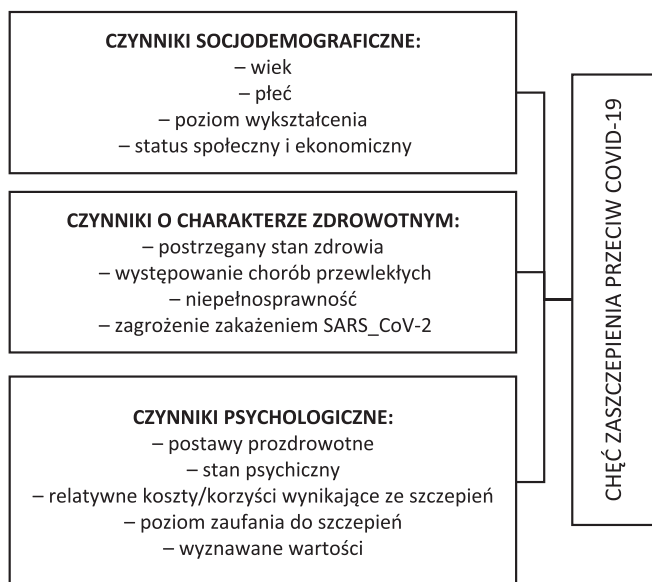 CZYNNIKI SOCJODEMOGRAFICZNE:
– wiek
– płeć
– poziom wykształcenia
– status społeczny i ekonomiczny
CZYNNIKI O CHARAKTERZE ZDROWOTNYM:
– postrzegany stan zdrowia
– występowanie chorób przewlekłych
– niepełnosprawność
– zagrożenie zakażeniem SARS_CoV-2
CZYNNIKI PSYCHOLOGICZNE:
– postawy prozdrowotne
– stan psychiczny
– relatywne koszty/korzyści wynikające ze szczepień
– poziom zaufania do szczepień
– wyznawane wartości
CHĘĆ ZASZCZEPIENIA PRZECIW COVID-19